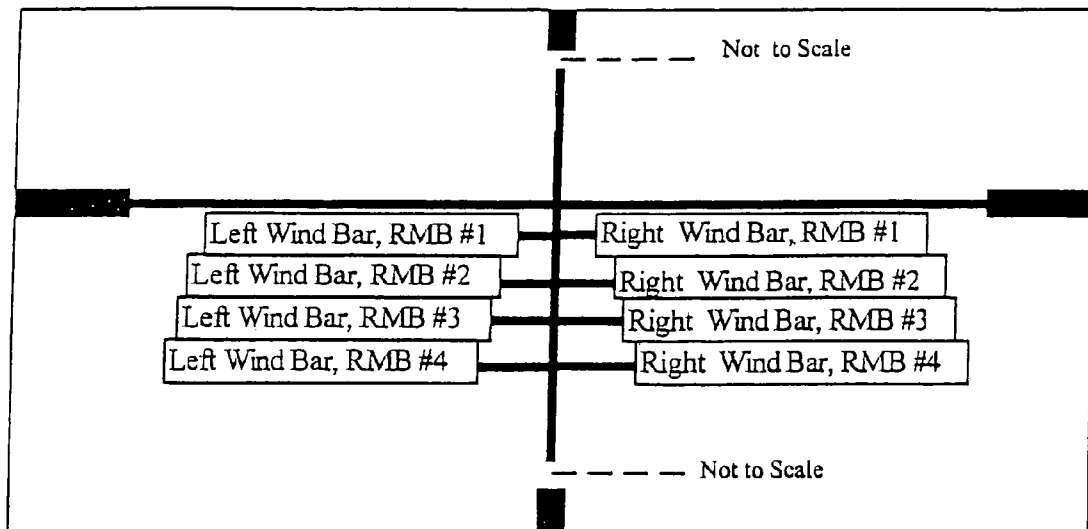 Not to Scale
Left Wind Bar, RMB #1 Right Wind Bar, RMB #1
Left Wind Bar, RMB #2 Right Wind Bar, RMB #2
Left Wind Bar, RMB #3 Right Wind Bar, RMB #3
Left Wind Bar, RMB #4 Right Wind Bar, RMB #4
Not to Scale